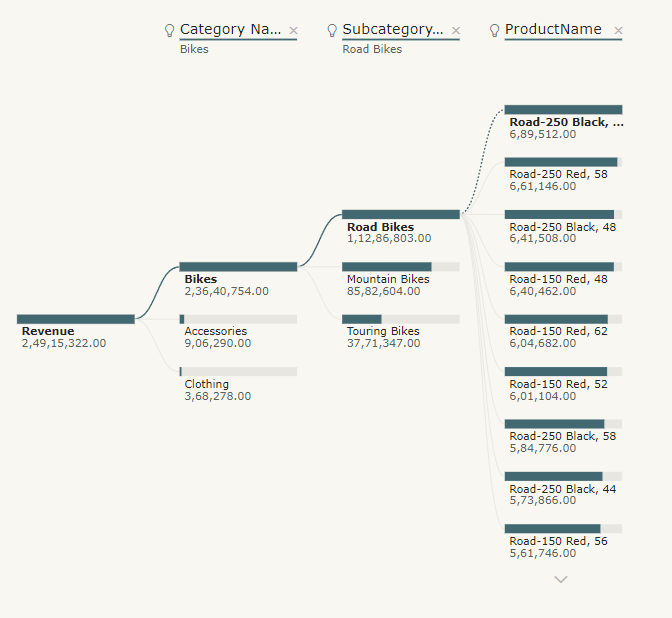 Category Na... Subcategory... ProductName
Bikes Road Bikes
Road-250 Black, ...
6,89,512.00
Road-250 Red, 58
6,61,146.00
Road Bikes
1,12,86,803.00
Road-250 Black, 48
6,41,508.00
Bikes
2,36,40,754.00
Mountain Bikes
85,82,604.00
Road-150 Red, 48
6,40,462.00
Revenue
2,49,15,322.00
Accessories
9,06,290.00
Touring Bikes
37,71,347.00
Road-150 Red, 62
6,04,682.00
Clothing
3,68,278.00
Road-150 Red, 52
6,01,104.00
Road-250 Black, 58
5,84,776.00
Road-250 Black, 44
5,73,866.00
Road-150 Red, 56
5,61,746.00